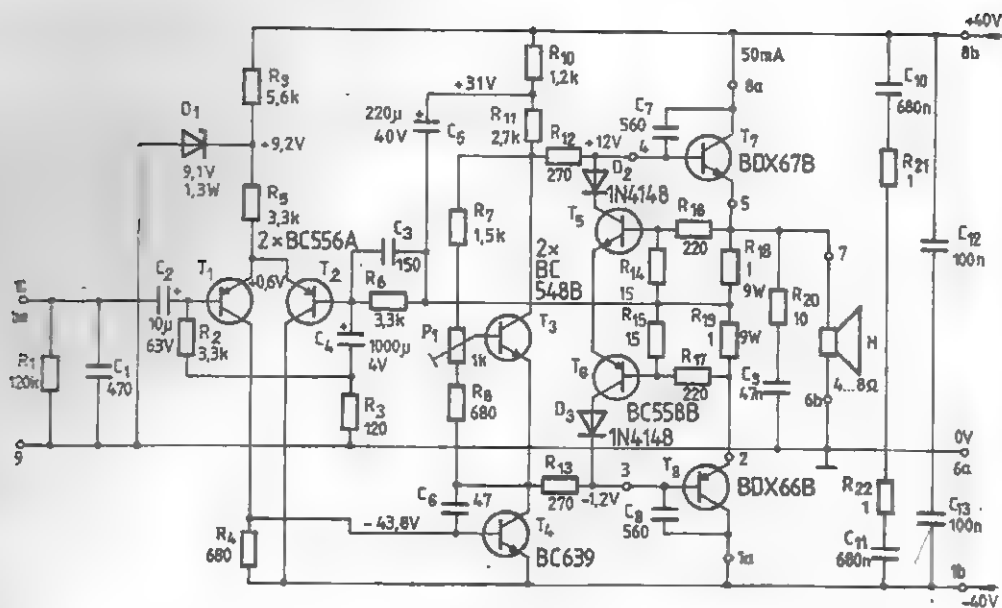 +40V
8b
R₉
5,6k
D₁
9,1V
1,3W
+9,2V
R₅
3,3k
2×BC556A
T₁
T₂
+0,6V
C₂
10µ
63V
R₂
3,3k
R₁
120k
C₁
470
9
R₄
680
C₃
150
R₆
3,3k
C₄
1000µ
4V
R₃
120
-43,8V
220µ
40V
C₅
+31V
R₁₀
1,2k
R₁₁
2,7k
R₇
1,5k
P₁
1k
R₈
680
C₆
47
2×
BC
548B
T₃
T₄
BC639
R₁₂
270
+12V
4
D₂
1N4148
T₅
R₁₄
15
R₁₅
15
T₆
BC558B
D₃
1N4148
R₁₃
270
3
-1,2V
C₇
560
50mA
8a
T₇
BDX67B
5
R₁₆
220
R₁₈
1
9W
R₁₉
1
9W
R₁₇
220
2
T₈
BDX66B
C₈
560
1a
R₂₀
10
C₉
47n
7
H
4...8Ω
6b
C₁₀
680n
R₂₁
1
C₁₂
100n
0V
6a
R₂₂
1
C₁₁
680n
C₁₃
100n
1b
-40V